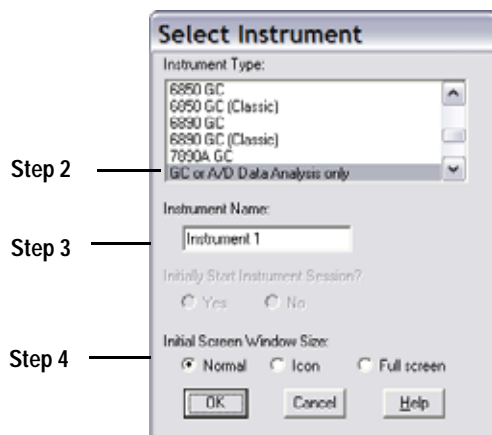 Select Instrument
Instrument Type:
6850 GC
6850 GC (Classic)
6890 GC
6890 GC (Classic)
7890A GC
Step 2
GC or A/D Data Analysis only
Instrument Name:
Step 3
Instrument 1
Initially Start Instrument Session?
Yes No
Initial Screen Window Size:
Step 4
Normal Icon Full screen
OK Cancel Help